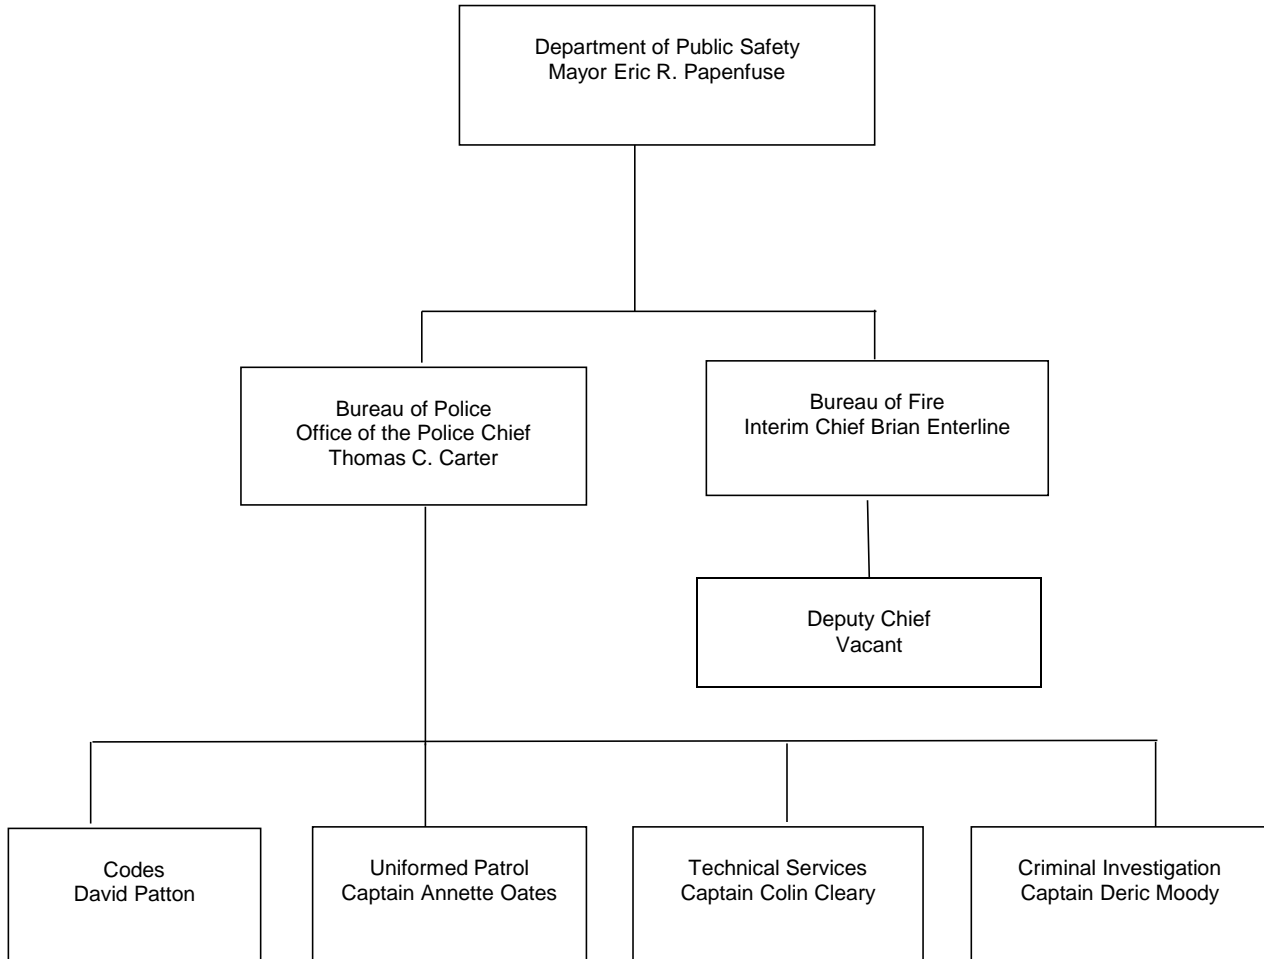 Department of Public Safety
Mayor Eric R. Papenfuse
Bureau of Police
Office of the Police Chief
Thomas C. Carter
Bureau of Fire
Interim Chief Brian Enterline
Deputy Chief
Vacant
Codes
David Patton
Uniformed Patrol
Captain Annette Oates
Technical Services
Captain Colin Cleary
Criminal Investigation
Captain Deric Moody